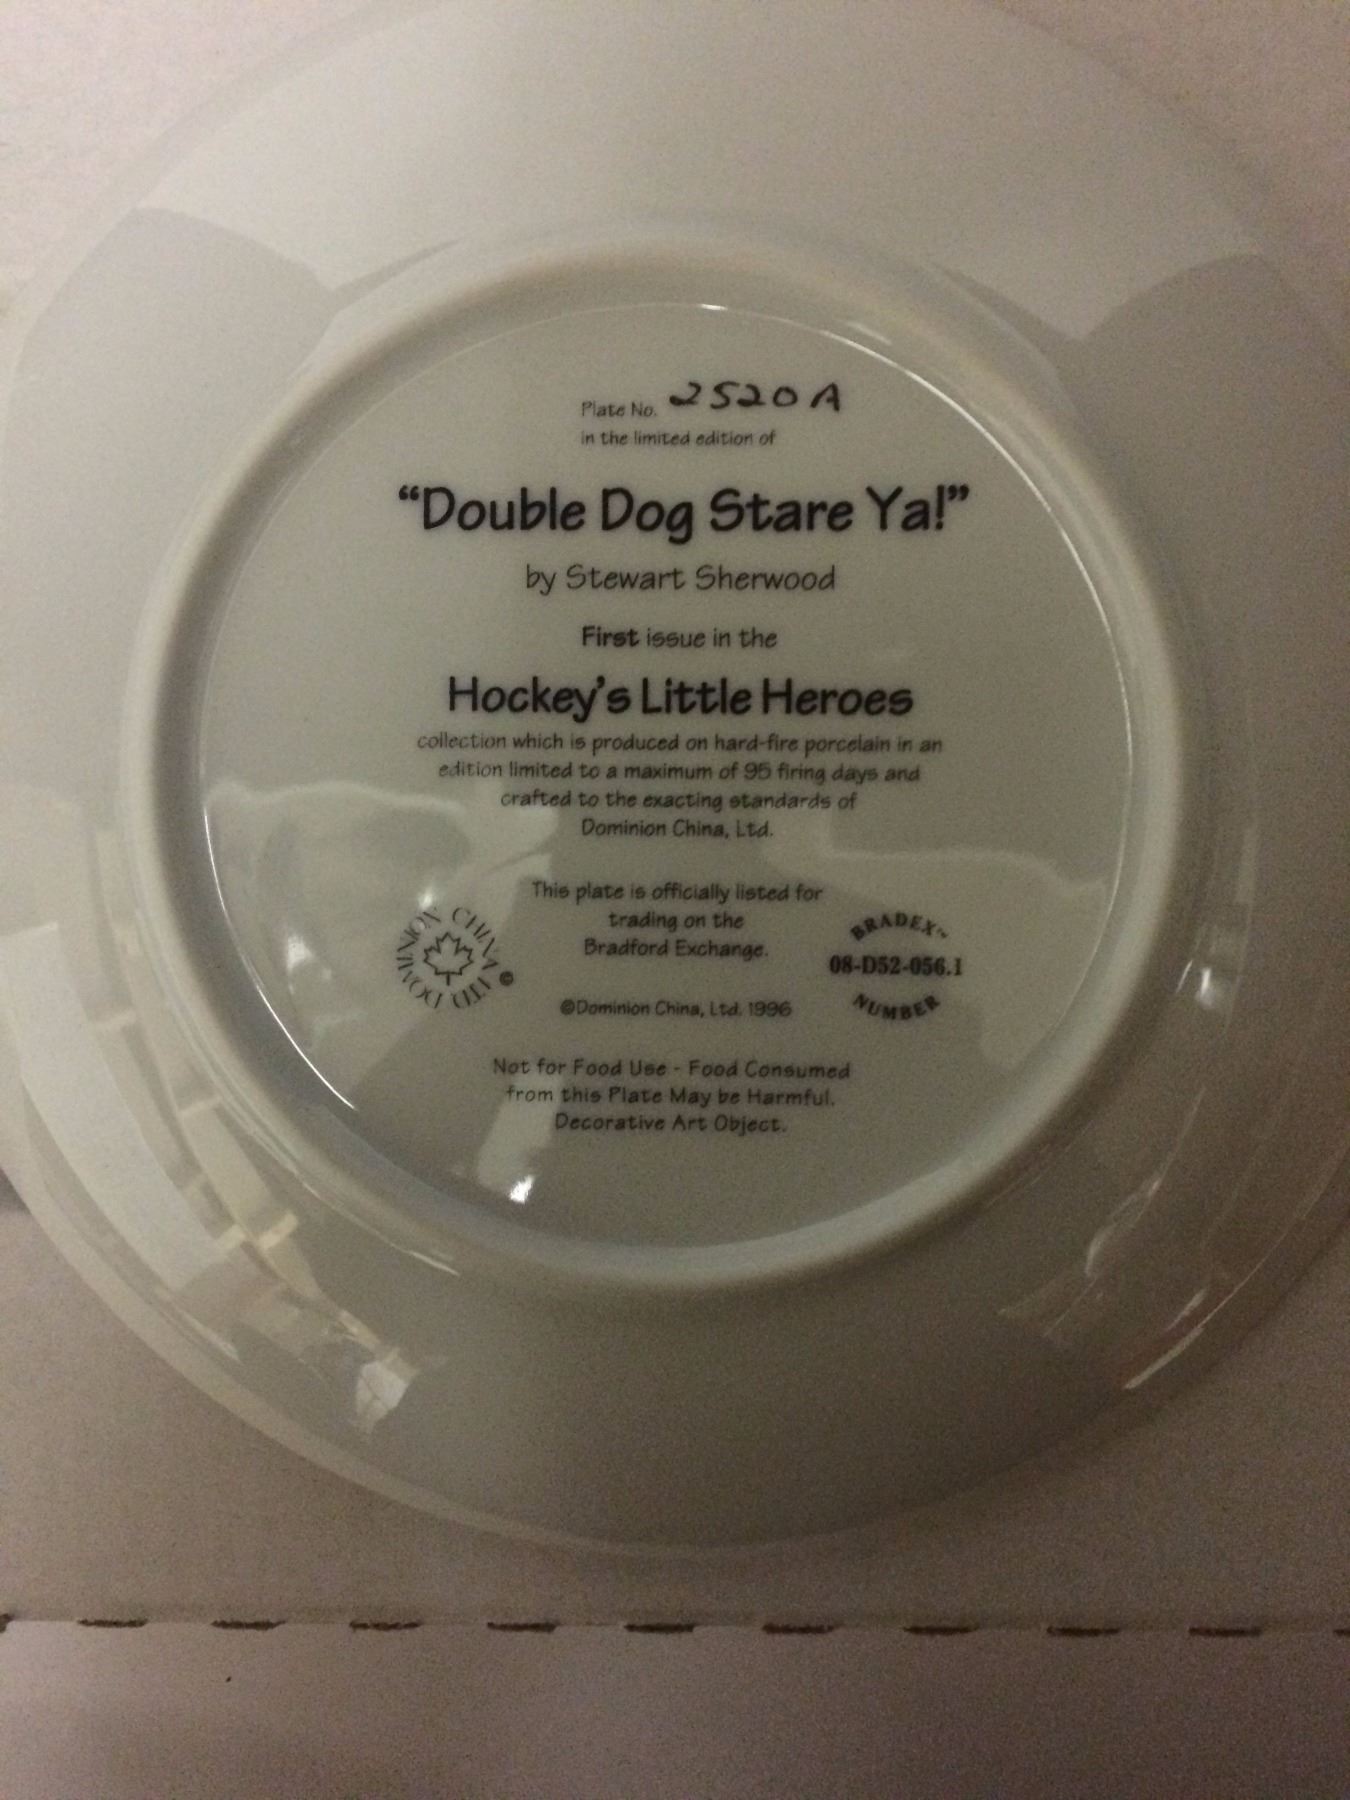 Plate No. 2520A
in the limited edition of
“Double Dog Stare Ya!”
by Stewart Sherwood
First issue in the
Hockey's Little Heroes
collection which is produced on hard-fire porcelain in an
edition limited to a maximum of 95 firing days and
crafted to the exacting standards of
Dominion China, Ltd.
This plate is officially listed for
trading on the
Bradford Exchange.
DOMINION CHINA LTD ©
BRADEX™
08-D52-056.1
NUMBER
©Dominion China, Ltd. 1996
Not for Food Use - Food Consumed
from this Plate May be Harmful.
Decorative Art Object.